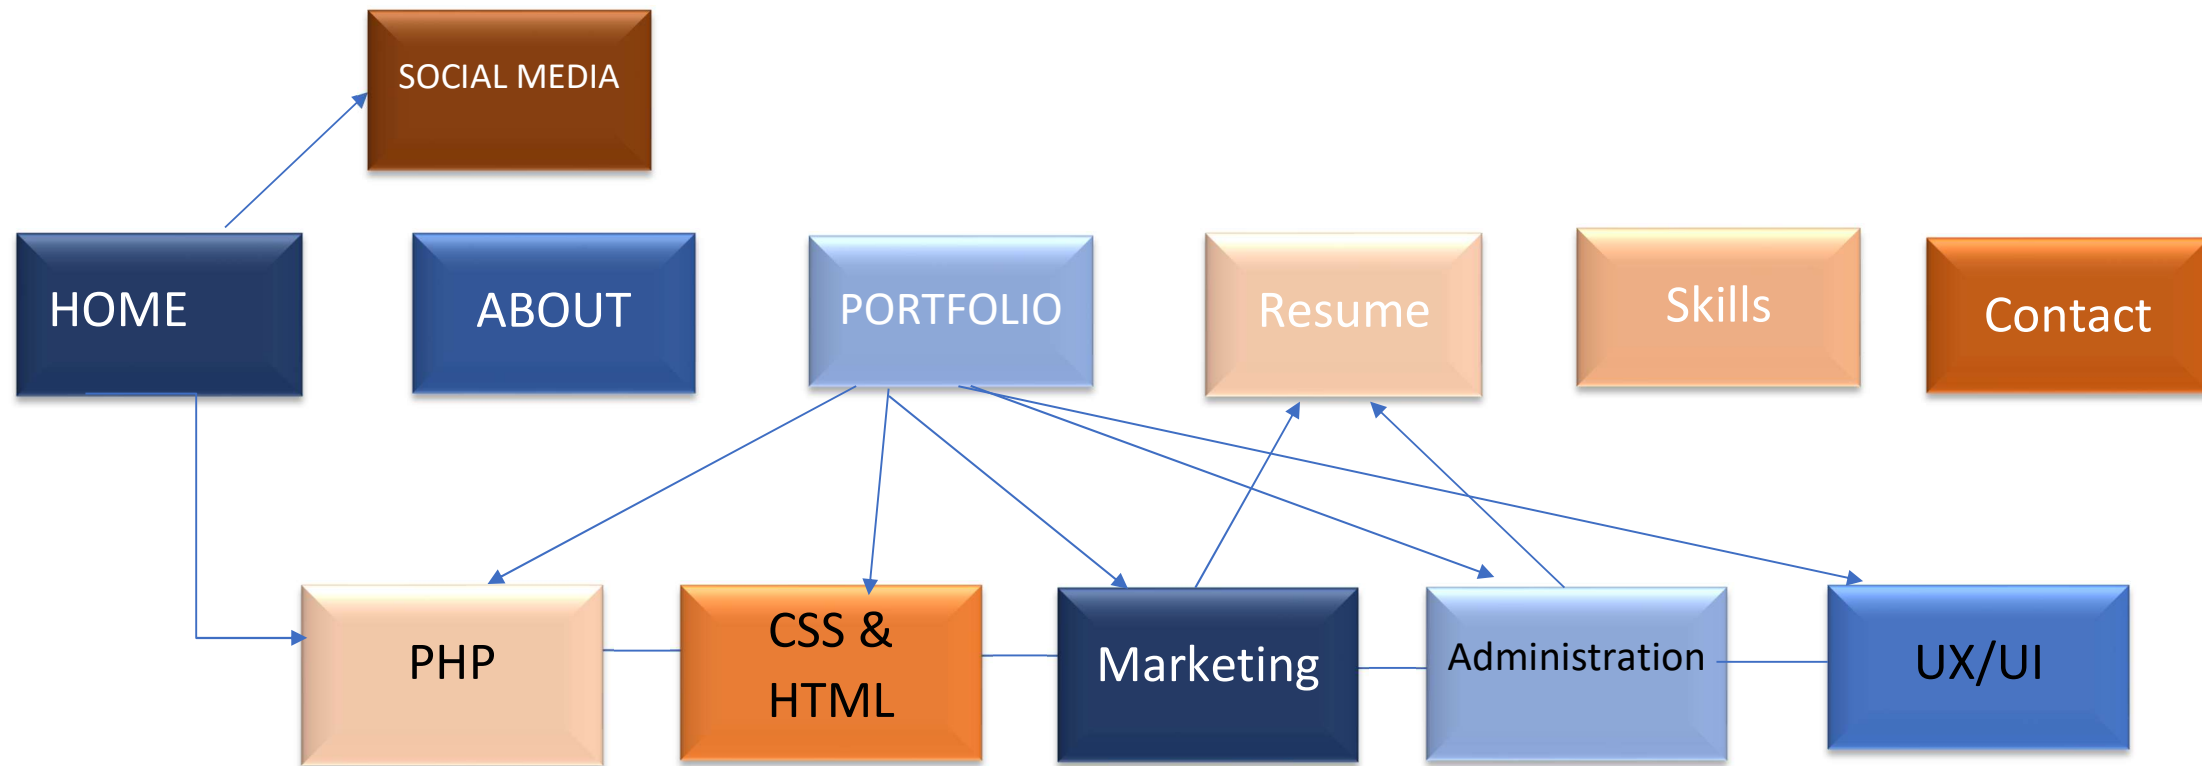 SOCIAL MEDIA
HOME
ABOUT
PORTFOLIO
Resume
Skills
Contact
PHP
CSS &
HTML
Marketing
Administration
UX/UI